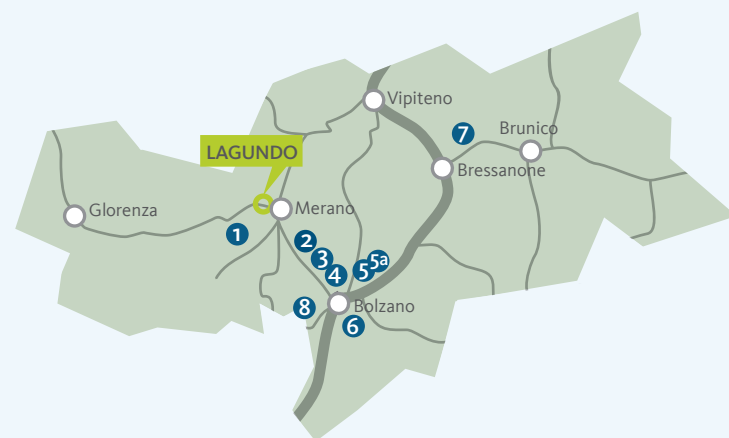 Vipiteno
Brunico
7
LAGUNDO
Bressanone
Glorenza
Merano
1
2
3
4
5
5a
8
Bolzano
6